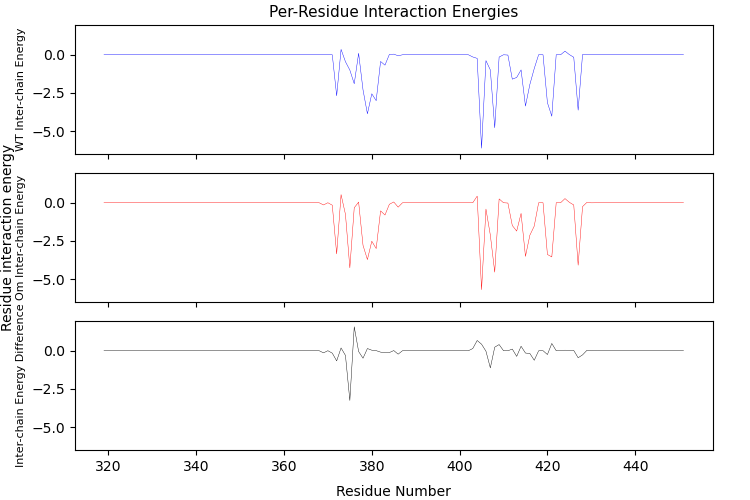 Per-Residue Interaction Energies
Residue interaction energy
WT Inter-chain Energy
0.0
−2.5
−5.0
Om Inter-chain Energy
0.0
−2.5
−5.0
Inter-chain Energy Difference
0.0
−2.5
−5.0
320 340 360 380 400 420 440
Residue Number